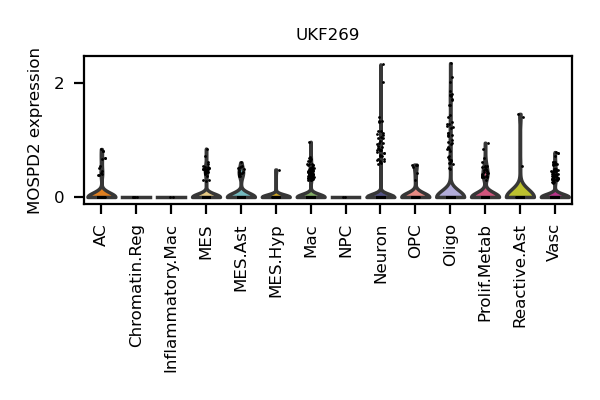 UKF269
MOSPD2 expression
2
0
AC
Chromatin.Reg
Inflammatory.Mac
MES
MES.Ast
MES.Hyp
Mac
NPC
Neuron
OPC
Oligo
Prolif.Metab
Reactive.Ast
Vasc